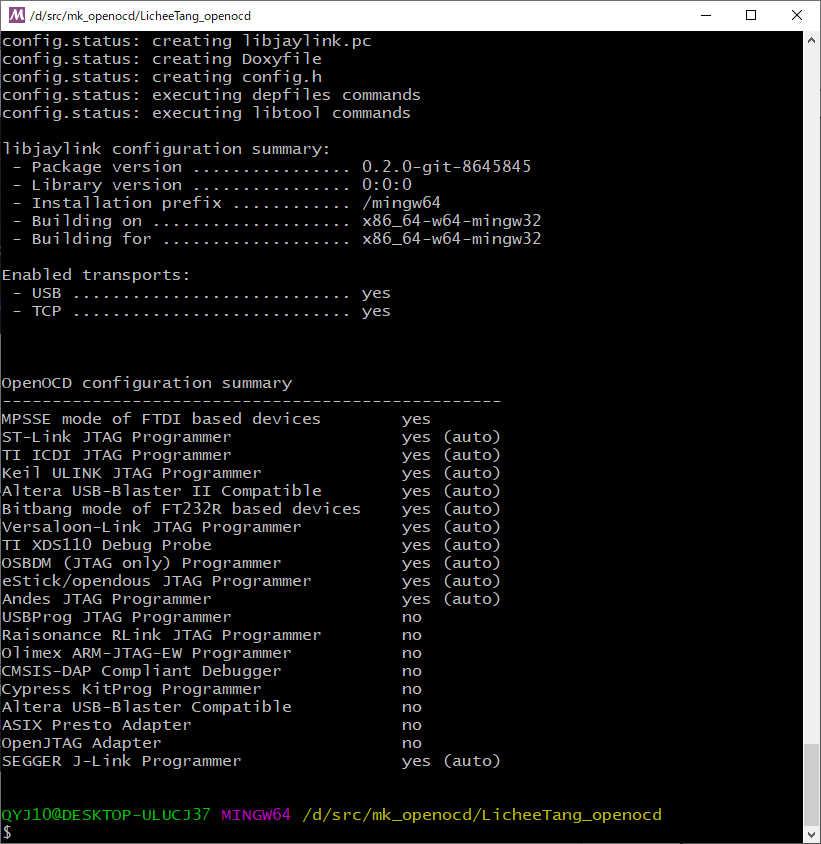 /d/src/mk_openocd/LicheeTang_openocd
config.status: creating libjaylink.pc
config.status: creating Doxyfile
config.status: creating config.h
config.status: executing depfiles commands
config.status: executing libtool commands
libjaylink configuration summary:
- Package version ................ 0.2.0-git-8645845
- Library version ................ 0:0:0
- Installation prefix ............ /mingw64
- Building on .................... x86_64-w64-mingw32
- Building for ................... x86_64-w64-mingw32
Enabled transports:
- USB ............................ yes
- TCP ............................ yes
OpenOCD configuration summary
--------------------------------------------------
MPSSE mode of FTDI based devices        yes
ST-Link JTAG Programmer                 yes (auto)
TI ICDI JTAG Programmer                 yes (auto)
Keil ULINK JTAG Programmer              yes (auto)
Altera USB-Blaster II Compatible        yes (auto)
Bitbang mode of FT232R based devices    yes (auto)
Versaloon-Link JTAG Programmer          yes (auto)
TI XDS110 Debug Probe                   yes (auto)
OSBDM (JTAG only) Programmer            yes (auto)
eStick/opendous JTAG Programmer         yes (auto)
Andes JTAG Programmer                   yes (auto)
USBProg JTAG Programmer                 no
Raisonance RLink JTAG Programmer        no
Olimex ARM-JTAG-EW Programmer           no
CMSIS-DAP Compliant Debugger            no
Cypress KitProg Programmer              no
Altera USB-Blaster Compatible           no
ASIX Presto Adapter                     no
OpenJTAG Adapter                        no
SEGGER J-Link Programmer                yes (auto)
QYJ10@DESKTOP-ULUCJ37 MINGW64 /d/src/mk_openocd/LicheeTang_openocd
$